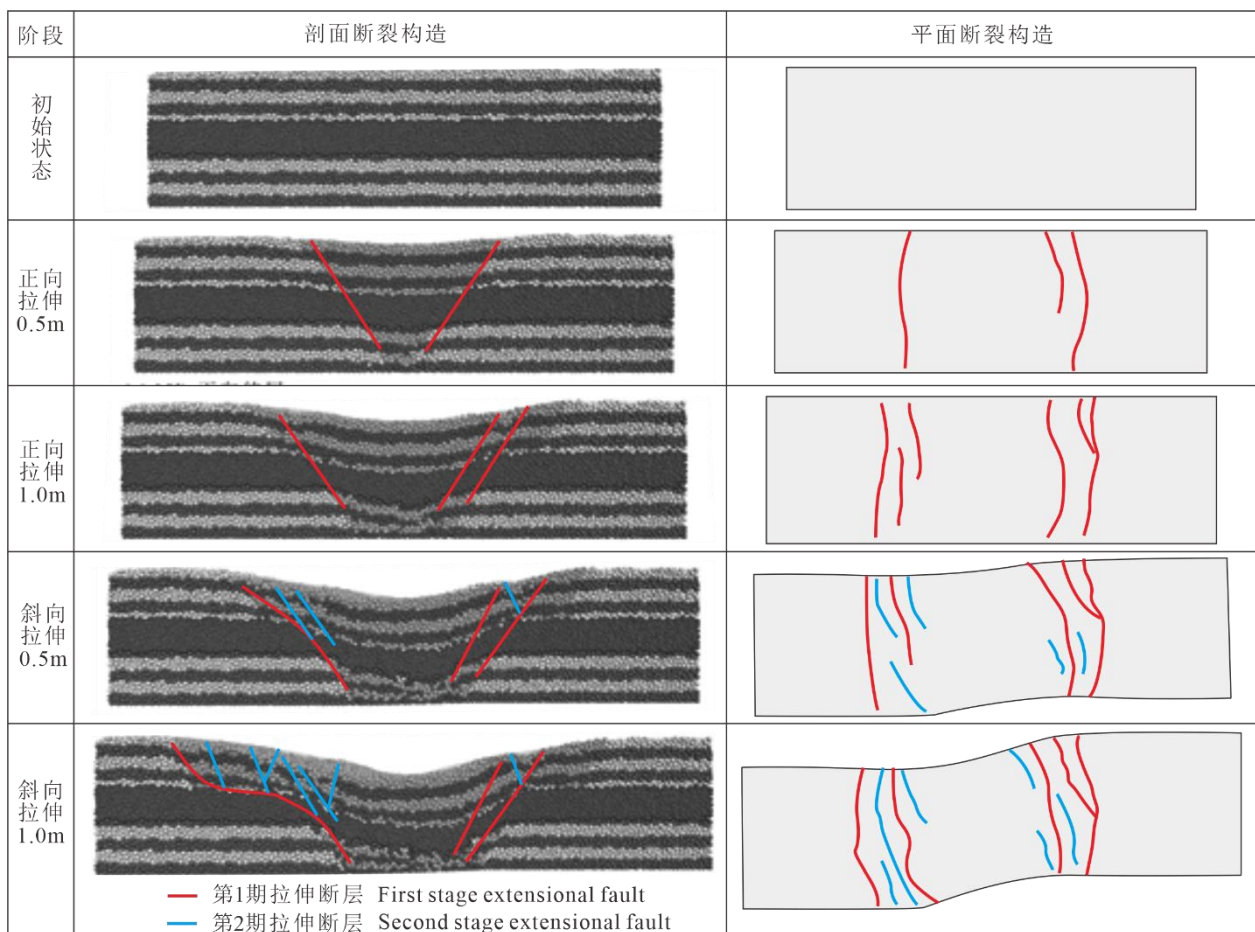 阶段
剖面断裂构造
平面断裂构造
初始状态
正向
拉伸
0.5m
正向
拉伸
1.0m
斜向
拉伸
0.5m
斜向
拉伸
1.0m
第1期拉伸断层 First stage extensional fault
第2期拉伸断层 Second stage extensional fault